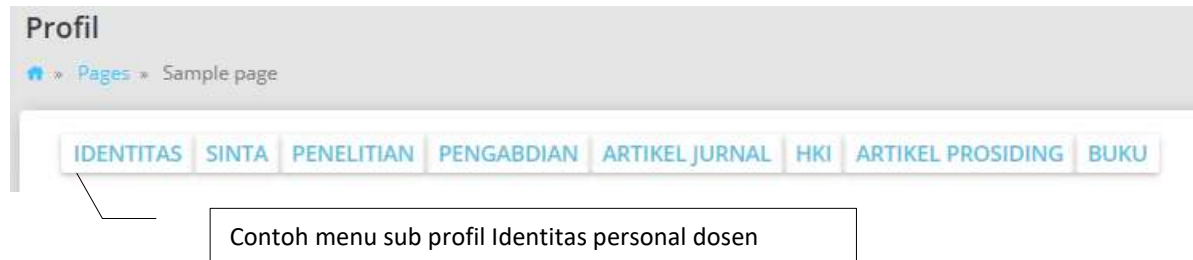 Profil
» Pages » Sample page
IDENTITAS SINTA PENELITIAN PENGABDIAN ARTIKEL JURNAL HKI ARTIKEL PROSIDING BUKU
Contoh menu sub profil Identitas personal dosen